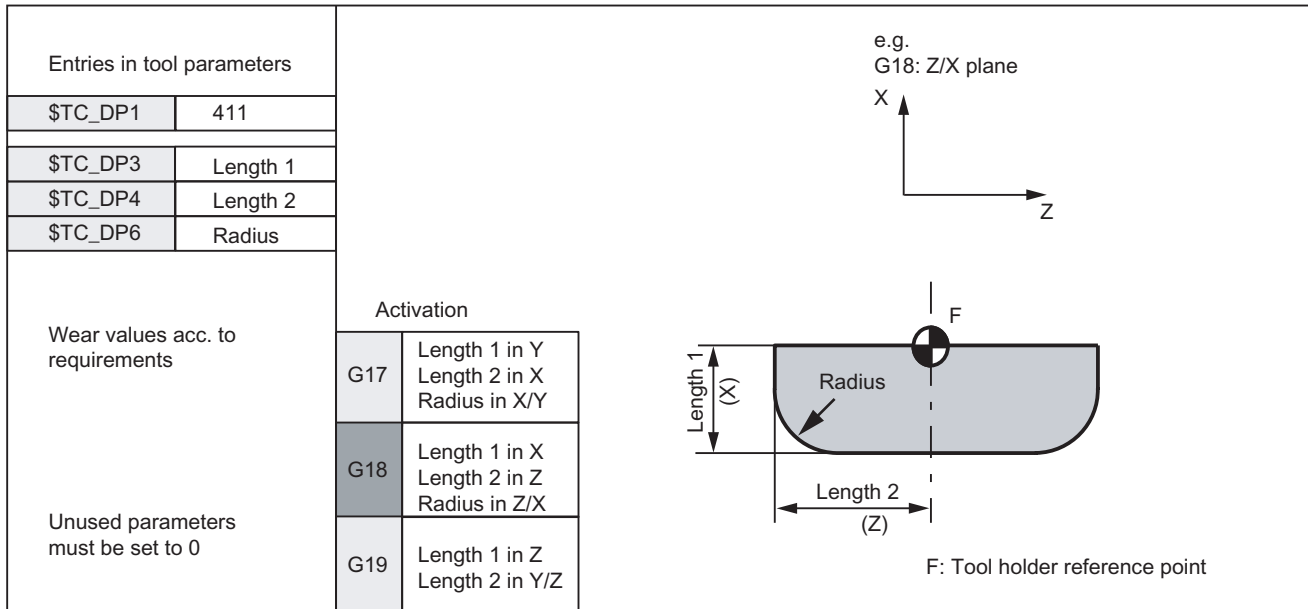 Entries in tool parameters
$TC_DP1 411
$TC_DP3 Length 1
$TC_DP4 Length 2
$TC_DP6 Radius
Wear values acc. to
requirements
Unused parameters
must be set to 0
Activation
G17
Length 1 in Y
Length 2 in X
Radius in X/Y
G18
Length 1 in X
Length 2 in Z
Radius in Z/X
G19
Length 1 in Z
Length 2 in Y/Z
e.g.
G18: Z/X plane
X
Z
F
Radius
Length 1
(X)
Length 2
(Z)
F: Tool holder reference point